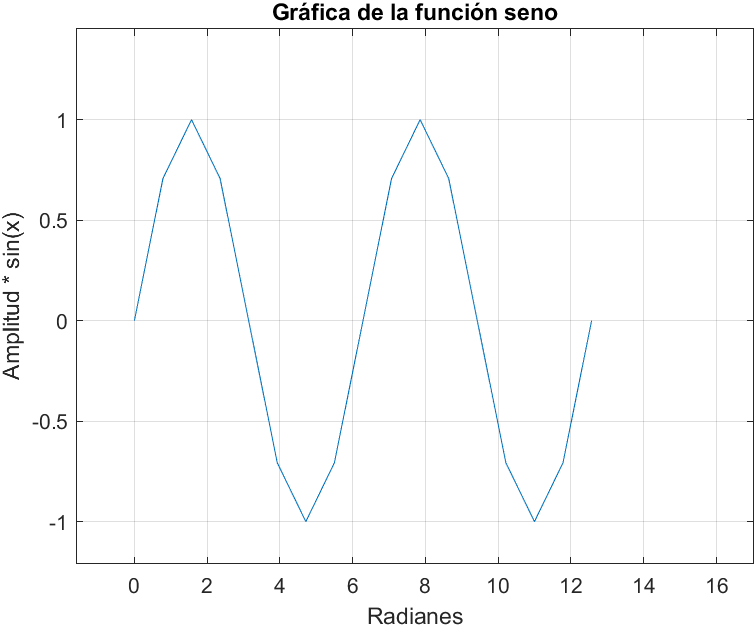 Gráfica de la función seno
Amplitud * sin(x)
1
0.5
0
-0.5
-1
0 2 4 6 8 10 12 14 16
Radianes